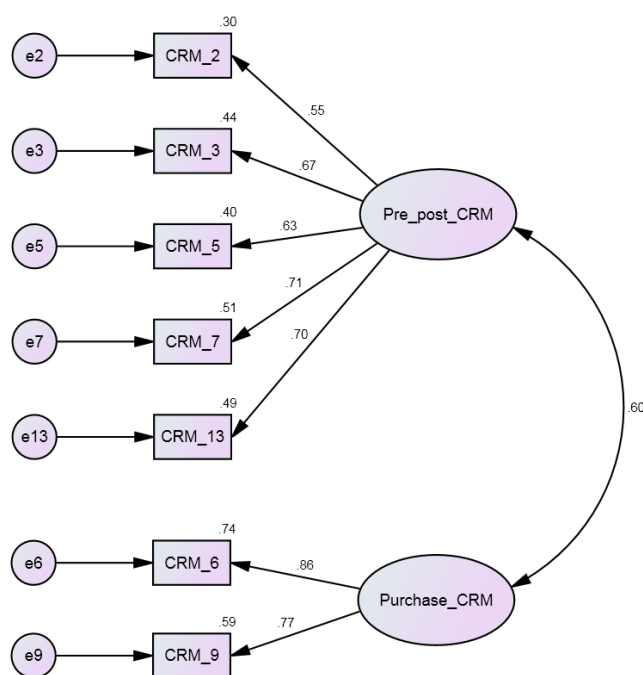 .30
e2 CRM_2
.55
.44
e3 CRM_3
.67
Pre_post_CRM
.40
e5 CRM_5
.63
.71
.51
e7 CRM_7
.70
.49
e13 CRM_13
.60
.74
e6 CRM_6
.86
Purchase_CRM
.59
e9 CRM_9
.77